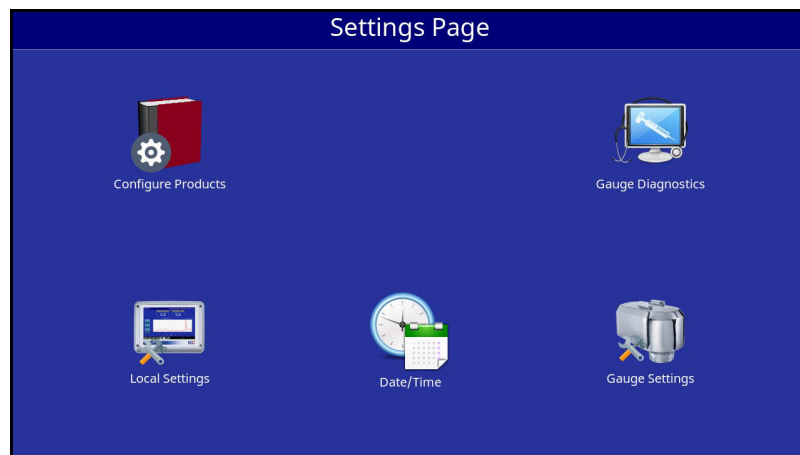 Settings Page
Configure Products
Gauge Diagnostics
Local Settings
Date/Time
Gauge Settings